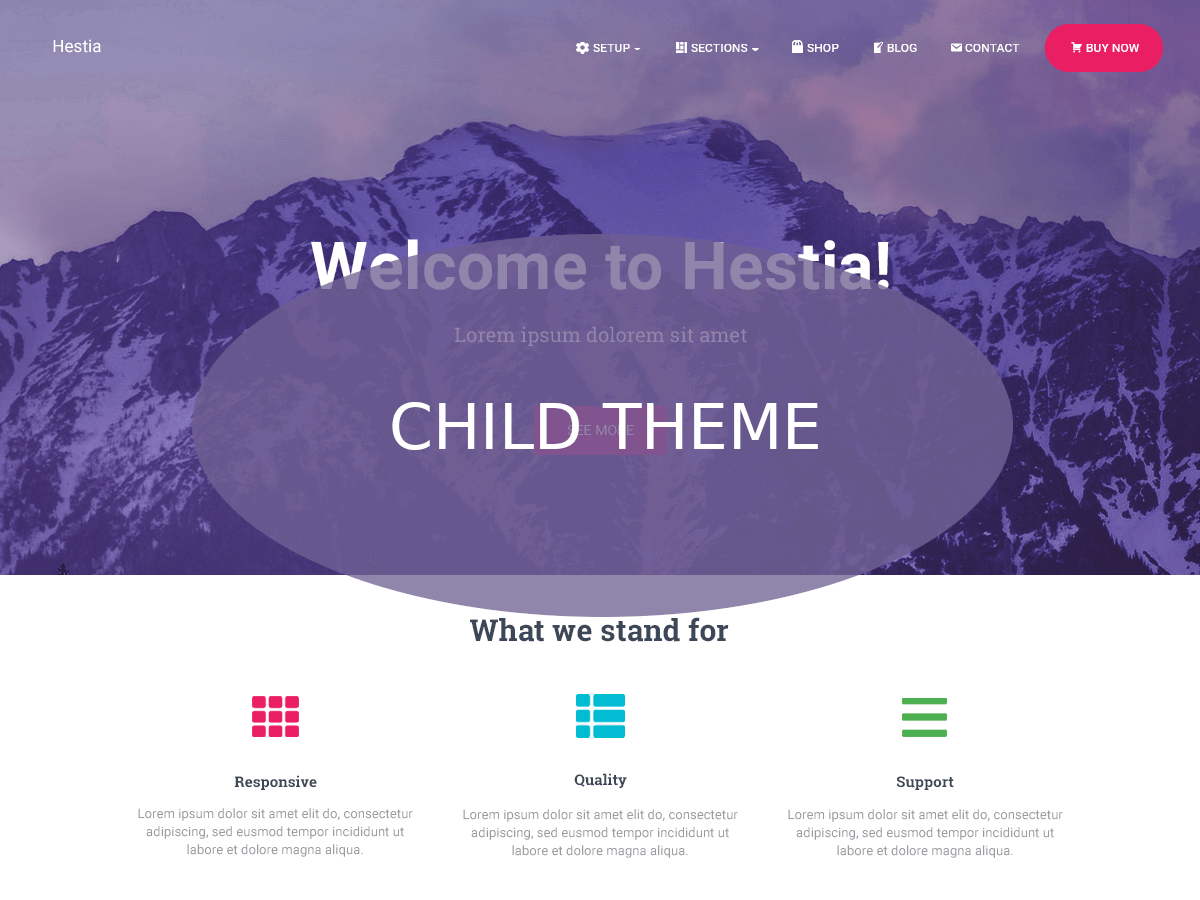 Hestia
SETUP
SECTIONS
SHOP
BLOG
CONTACT
BUY NOW
Welcome to Hestia!
Lorem ipsum dolorem sit amet
SEE MORE
CHILD THEME
What we stand for
Responsive
Lorem ipsum dolor sit amet elit do, consectetur
adipiscing, sed eusmod tempor incididunt ut
labore et dolore magna aliqua.
Quality
Lorem ipsum dolor sit amet elit do, consectetur
adipiscing, sed eusmod tempor incididunt ut
labore et dolore magna aliqua.
Support
Lorem ipsum dolor sit amet elit do, consectetur
adipiscing, sed eusmod tempor incididunt ut
labore et dolore magna aliqua.